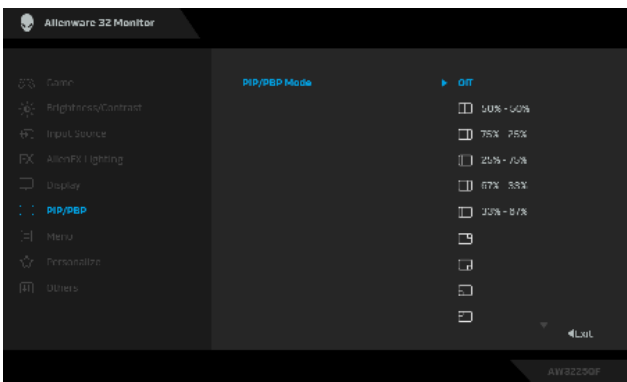 Alienware 32 Monitor
Game
Brightness/Contrast
Input Source
AlienFX Lighting
Display
PIP/PBP
Menu
Personalize
Others
PIP/PBP Mode
Off
50% - 50%
75% - 25%
25% - 75%
67% - 33%
33% - 67%
Exit
AW3225QF